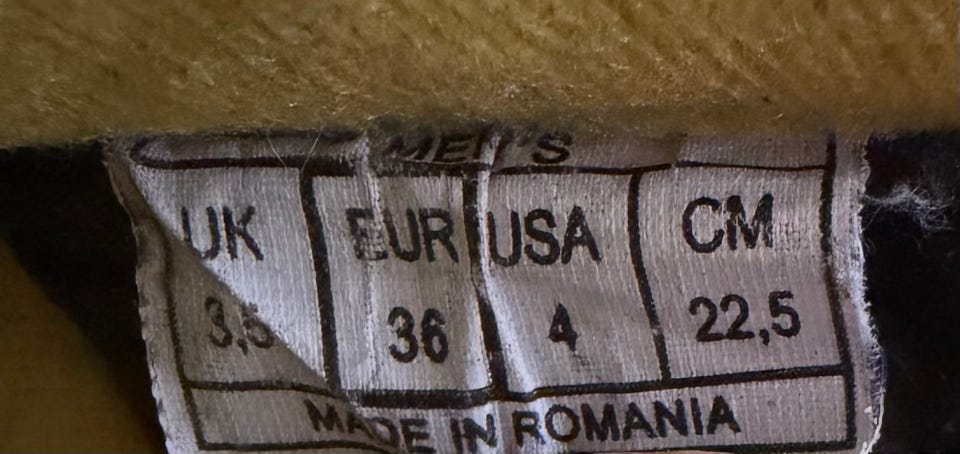 MEN'S
UK EUR USA CM
3,5 36 4 22,5
MADE IN ROMANIA